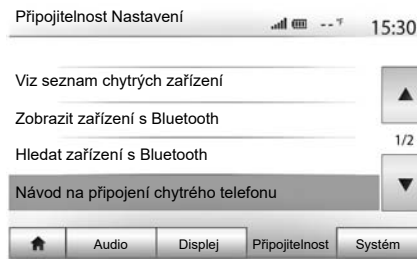 Připojitelnost Nastavení
-- °F
15:30
Viz seznam chytrých zařízení
Zobrazit zařízení s Bluetooth
1/2
Hledat zařízení s Bluetooth
Návod na připojení chytrého telefonu
Audio Displej Připojitelnost Systém